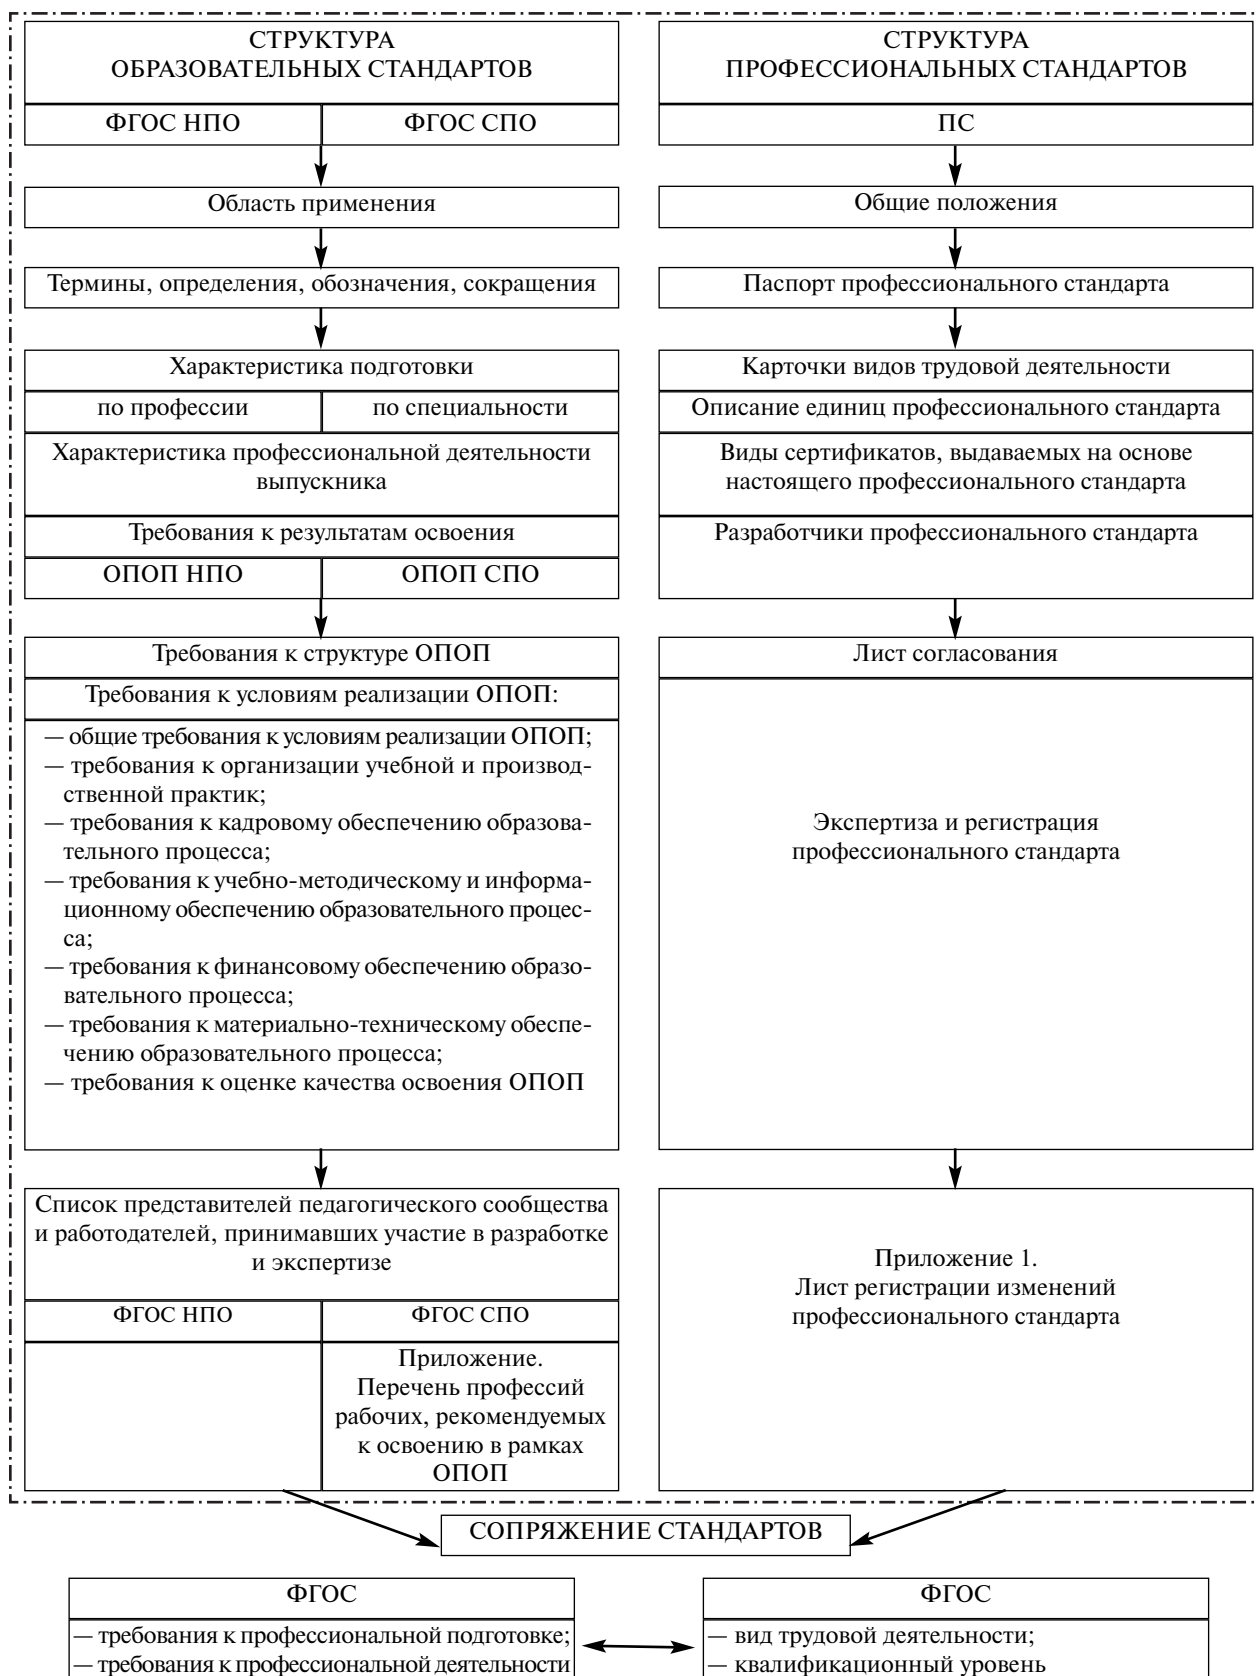 СТРУКТУРА
ОБРАЗОВАТЕЛЬНЫХ СТАНДАРТОВ
ФГОС НПО
ФГОС СПО
Область применения
Термины, определения, обозначения, сокращения
Характеристика подготовки
по профессии
по специальности
Характеристика профессиональной деятельности
выпускника
Требования к результатам освоения
ОПОП НПО
ОПОП СПО
Требования к структуре ОПОП
Требования к условиям реализации ОПОП:
— общие требования к условиям реализации ОПОП;
— требования к организации учебной и производ-
ственной практик;
— требования к кадровому обеспечению образова-
тельного процесса;
— требования к учебно-методическому и информа-
ционному обеспечению образовательного процес-
са;
— требования к финансовому обеспечению образо-
вательного процесса;
— требования к материально-техническому обеспе-
чению образовательного процесса;
— требования к оценке качества освоения ОПОП
Список представителей педагогического сообщества
и работодателей, принимавших участие в разработке
и экспертизе
ФГОС НПО
ФГОС СПО
Приложение.
Перечень профессий
рабочих, рекомендуемых
к освоению в рамках
ОПОП
СТРУКТУРА
ПРОФЕССИОНАЛЬНЫХ СТАНДАРТОВ
ПС
Общие положения
Паспорт профессионального стандарта
Карточки видов трудовой деятельности
Описание единиц профессионального стандарта
Виды сертификатов, выдаваемых на основе
настоящего профессионального стандарта
Разработчики профессионального стандарта
Лист согласования
Экспертиза и регистрация
профессионального стандарта
Приложение 1.
Лист регистрации изменений
профессионального стандарта
СОПРЯЖЕНИЕ СТАНДАРТОВ
ФГОС
— требования к профессиональной подготовке;
— требования к профессиональной деятельности
ФГОС
— вид трудовой деятельности;
— квалификационный уровень